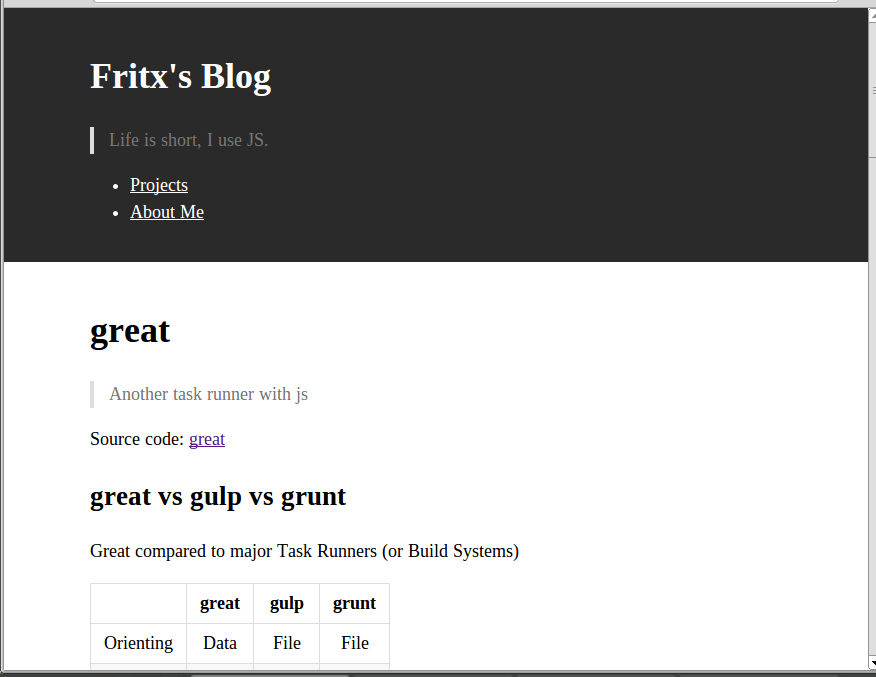 Fritx's Blog
Life is short, I use JS.
Projects
About Me
great
Another task runner with js
Source code: great
great vs gulp vs grunt
Great compared to major Task Runners (or Build Systems)
great gulp grunt
Orienting Data File File